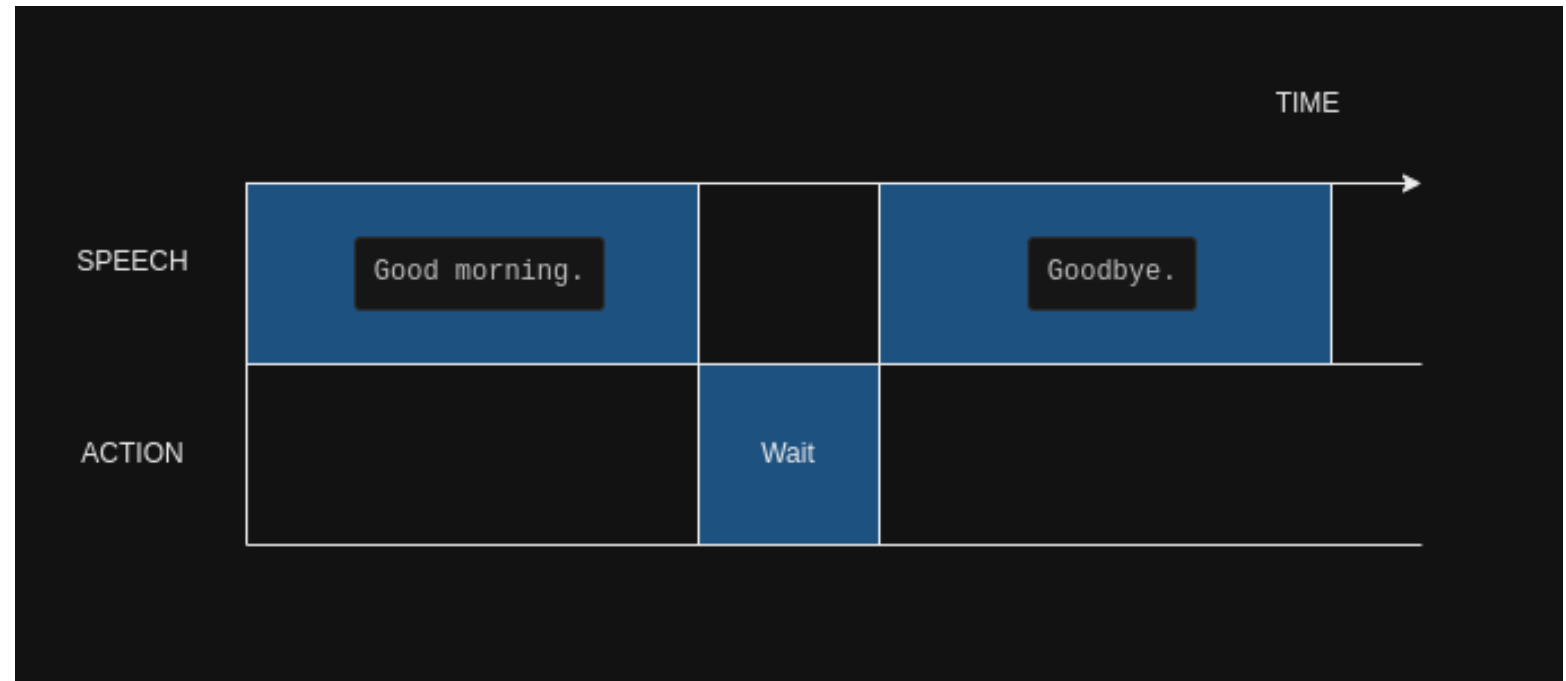 TIME
SPEECH
Good morning.
Goodbye.
ACTION
Wait